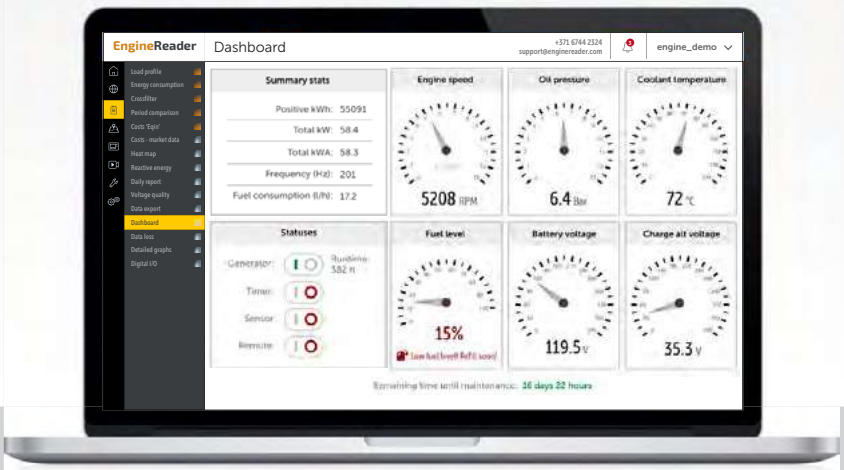 EngineReader
Dashboard
+371 6744 2324
support@enginereader.com
engine_demo
Load profile
Energy consumption
Crossfilter
Period comparison
Costs 'Eqin'
Costs - market data
Heat map
Reactive energy
Daily report
Voltage quality
Data export
Dashboard
Data loss
Detailed graphs
Digital I/O
Summary stats
Positive kWh: 55091
Total kW: 58.4
Total kWA: 58.3
Frequency (Hz): 201
Fuel consumption (l/h): 17.2
Engine speed
5208 RPM
Oil pressure
6.4 Bar
Coolant temperature
72 °C
Statuses
Generator:
Runtime:
382 h
Timer:
Sensor:
Remote:
Fuel level
15%
Low fuel level! Refill soon!
Battery voltage
119.5 V
Charge alt voltage
35.3 V
Remaining time until maintenance: 16 days 22 hours